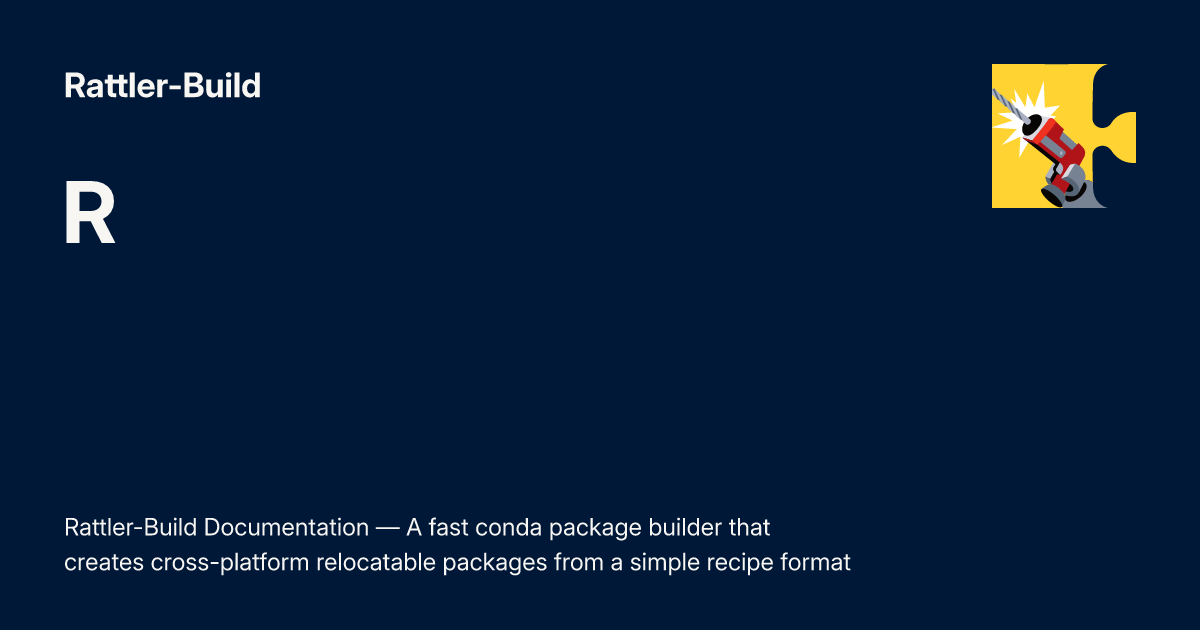 Rattler-Build
R
Rattler-Build Documentation — A fast conda package builder that
creates cross-platform relocatable packages from a simple recipe format